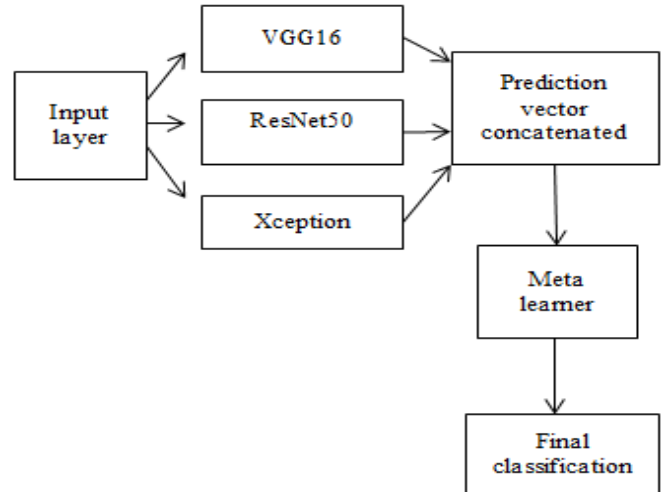 Input
layer
VGG16
ResNet50
Xception
Prediction
vector
concatenated
Meta
learner
Final
classification